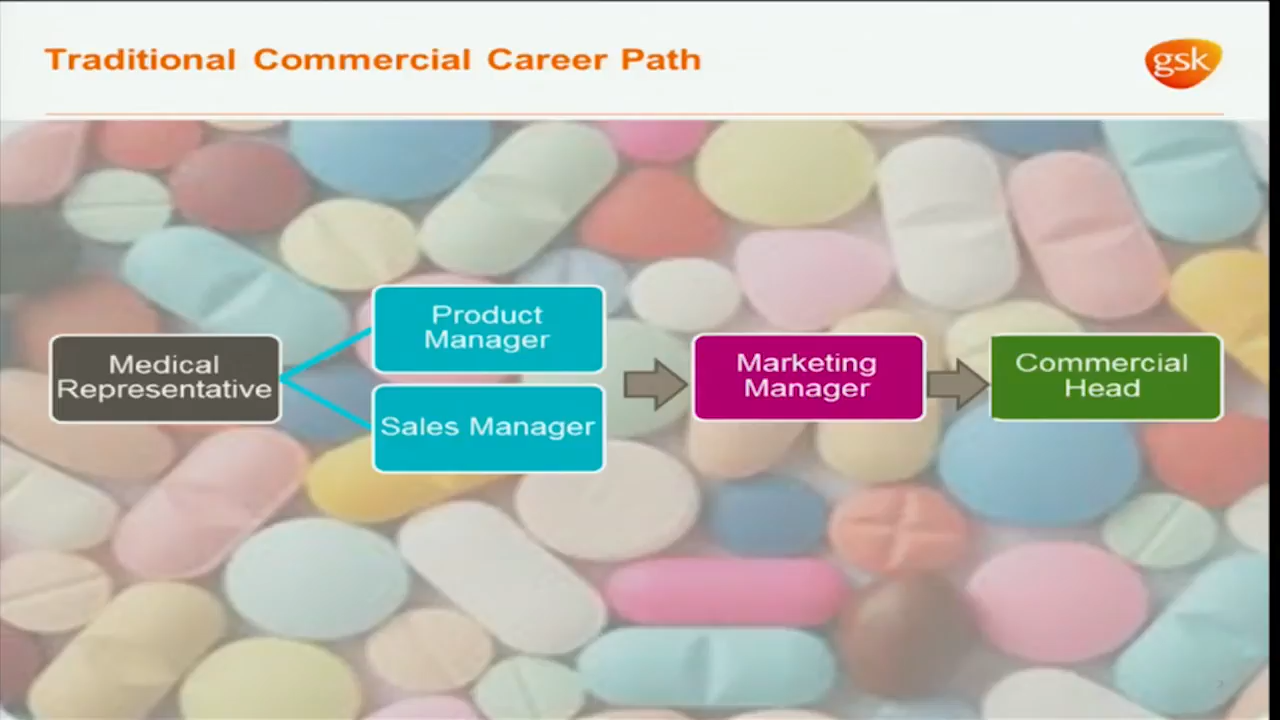 Traditional Commercial Career Path
gsk
Medical
Representative
Product
Manager
Sales Manager
Marketing
Manager
Commercial
Head